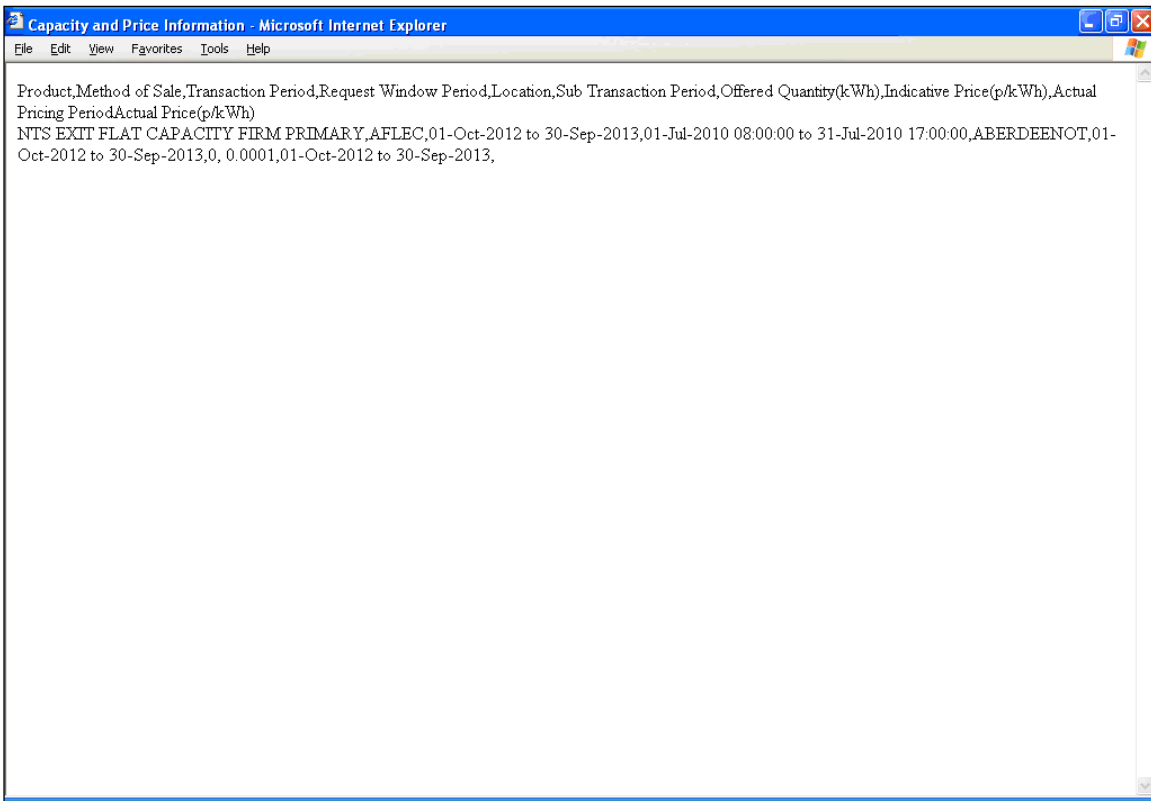 Capacity and Price Information - Microsoft Internet Explorer
File Edit View Favorites Tools Help
Product,Method of Sale,Transaction Period,Request Window Period,Location,Sub Transaction Period,Offered Quantity(kWh),Indicative Price(p/kWh),Actual
Pricing PeriodActual Price(p/kWh)
NTS EXIT FLAT CAPACITY FIRM PRIMARY,AFLEC,01-Oct-2012 to 30-Sep-2013,01-Jul-2010 08:00:00 to 31-Jul-2010 17:00:00,ABERDEENOT,01-
Oct-2012 to 30-Sep-2013,0, 0.0001,01-Oct-2012 to 30-Sep-2013,